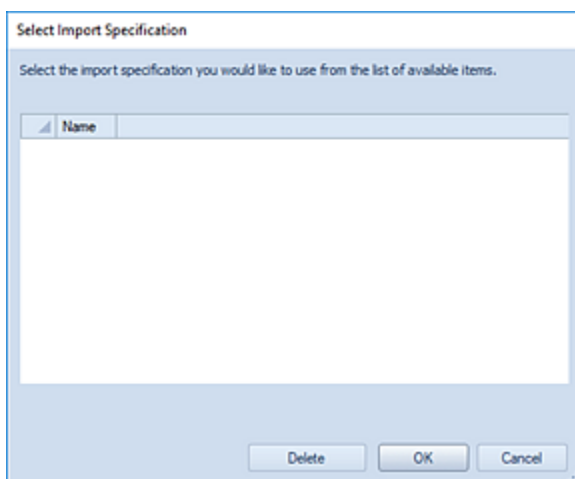 Select Import Specification
Select the import specification you would like to use from the list of available items.
Name
Delete OK Cancel